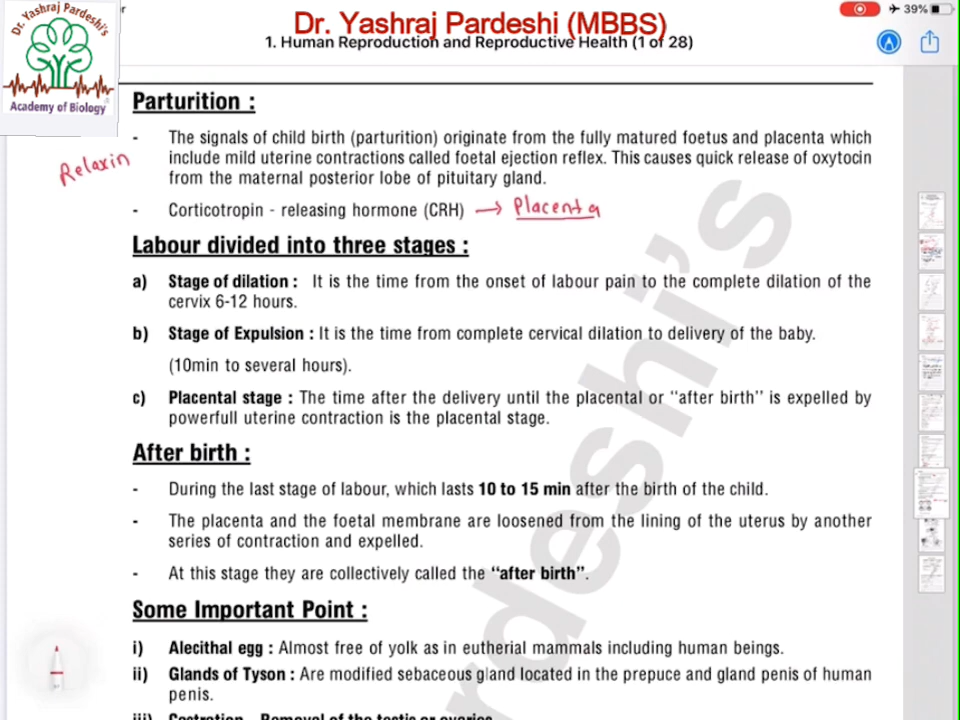 r
Dr. Yashraj Pardeshi (MBBS)
39%
1. Human Reproduction and Reproductive Health (1 of 28)
Dr. Yashraj Pardeshi's
Academy of Biology
Parturition :
- The signals of child birth (parturition) originate from the fully matured foetus and placenta which
include mild uterine contractions called foetal ejection reflex. This causes quick release of oxytocin
from the maternal posterior lobe of pituitary gland.
Relaxin
- Corticotropin - releasing hormone (CRH) → Placenta
Labour divided into three stages :
a) Stage of dilation : It is the time from the onset of labour pain to the complete dilation of the
cervix 6-12 hours.
b) Stage of Expulsion : It is the time from complete cervical dilation to delivery of the baby.
(10min to several hours).
c) Placental stage : The time after the delivery until the placental or "after birth" is expelled by
powerfull uterine contraction is the placental stage.
After birth :
- During the last stage of labour, which lasts 10 to 15 min after the birth of the child.
- The placenta and the foetal membrane are loosened from the lining of the uterus by another
series of contraction and expelled.
- At this stage they are collectively called the "after birth".
Some Important Point :
i) Alecithal egg : Almost free of yolk as in eutherial mammals including human beings.
ii) Glands of Tyson : Are modified sebaceous gland located in the prepuce and gland penis of human
penis.
iii) Castration - Removal of the testis or ovaries
rdeshi's